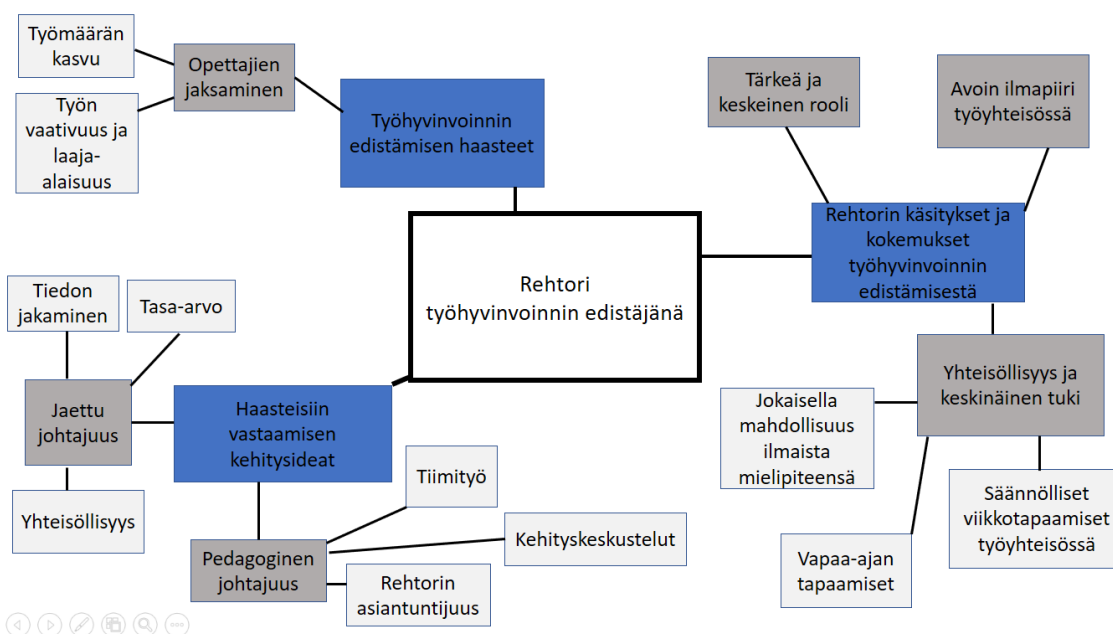 Työmäärän
kasvu
Opettajien
jaksaminen
Työn
vaativuus ja
laaja-
alaisuus
Työhyvinvoinnin
edistämisen haasteet
Tärkeä ja
keskeinen rooli
Avoin ilmapiiri
työyhteisössä
Rehtorin käsitykset ja
kokemukset
työhyvinvoinnin
edistämisestä
Rehtori
työhyvinvoinnin edistäjänä
Tiedon
jakaminen
Tasa-arvo
Jaettu
johtajuus
Haasteisiin
vastaamisen
kehitysideat
Yhteisöllisyys
Yhteisöllisyys ja
keskinäinen tuki
Jokaisella
mahdollisuus
ilmaista
mielipiteensä
Tiimityö
Säännölliset
viikkotapaamiset
työyhteisössä
Kehityskeskustelut
Pedagoginen
johtajuus
Rehtorin
asiantuntijuus
Vapaa-ajan
tapaamiset